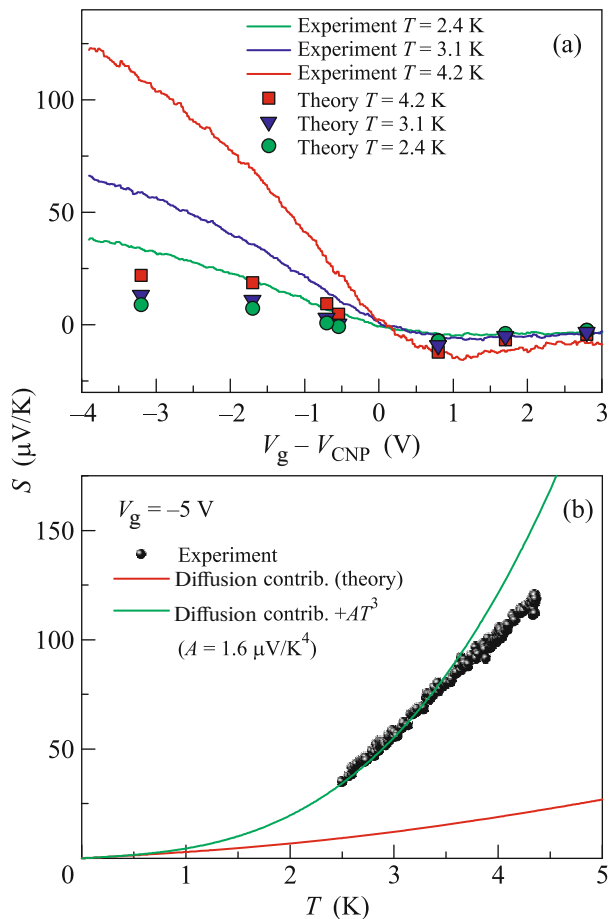 (a)
Experiment T = 2.4 K
Experiment T = 3.1 K
Experiment T = 4.2 K
Theory T = 4.2 K
Theory T = 3.1 K
Theory T = 2.4 K
100
50
0
–4 –3 –2 –1 0 1 2 3
Vg – VCNP (V)
S (μV/K)
(b)
Vg = –5 V
Experiment
Diffusion contrib. (theory)
Diffusion contrib. +AT³
(A = 1.6 μV/K⁴)
150
100
50
0 1 2 3 4 5
T (K)